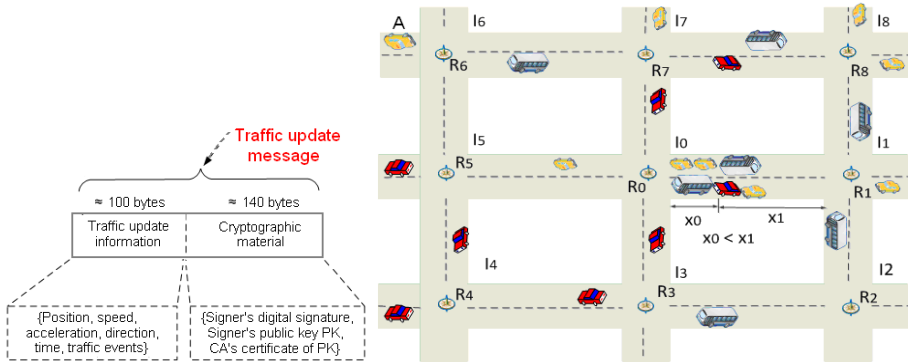 Traffic update
message
≈ 100 bytes
≈ 140 bytes
Traffic update
information
Cryptographic
material
{Position, speed,
acceleration, direction,
time, traffic events}
{Signer's digital signature,
Signer's public key PK,
CA's certificate of PK}
A
I6
I7
I8
R6
R7
R8
I5
I0
I1
R5
R0
R1
x0
x1
x0 < x1
I4
I3
I2
R4
R3
R2